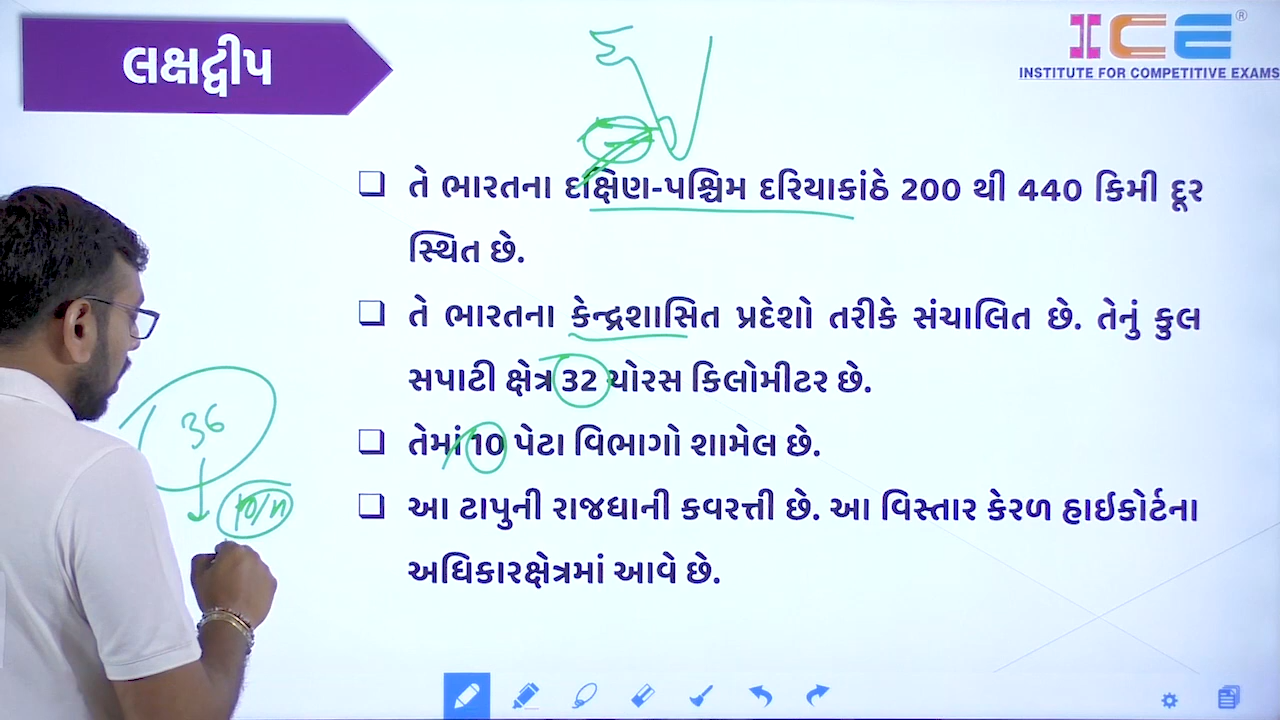 લક્ષદ્વીપ
ICE
®
INSTITUTE FOR COMPETITIVE EXAMS
તે ભારતના દક્ષિણ-પશ્ચિમ દરિયાકાંઠે 200 થી 440 કિમી દૂર
સ્થિત છે.
તે ભારતના કેન્દ્રશાસિત પ્રદેશો તરીકે સંચાલિત છે. તેનું કુલ
સપાટી ક્ષેત્ર 32 ચોરસ કિલોમીટર છે.
36
તેમાં 10 પેટા વિભાગો શામેલ છે.
10/11
આ ટાપુની રાજધાની કવરત્તી છે. આ વિસ્તાર કેરળ હાઇકોર્ટના
અધિકારક્ષેત્રમાં આવે છે.